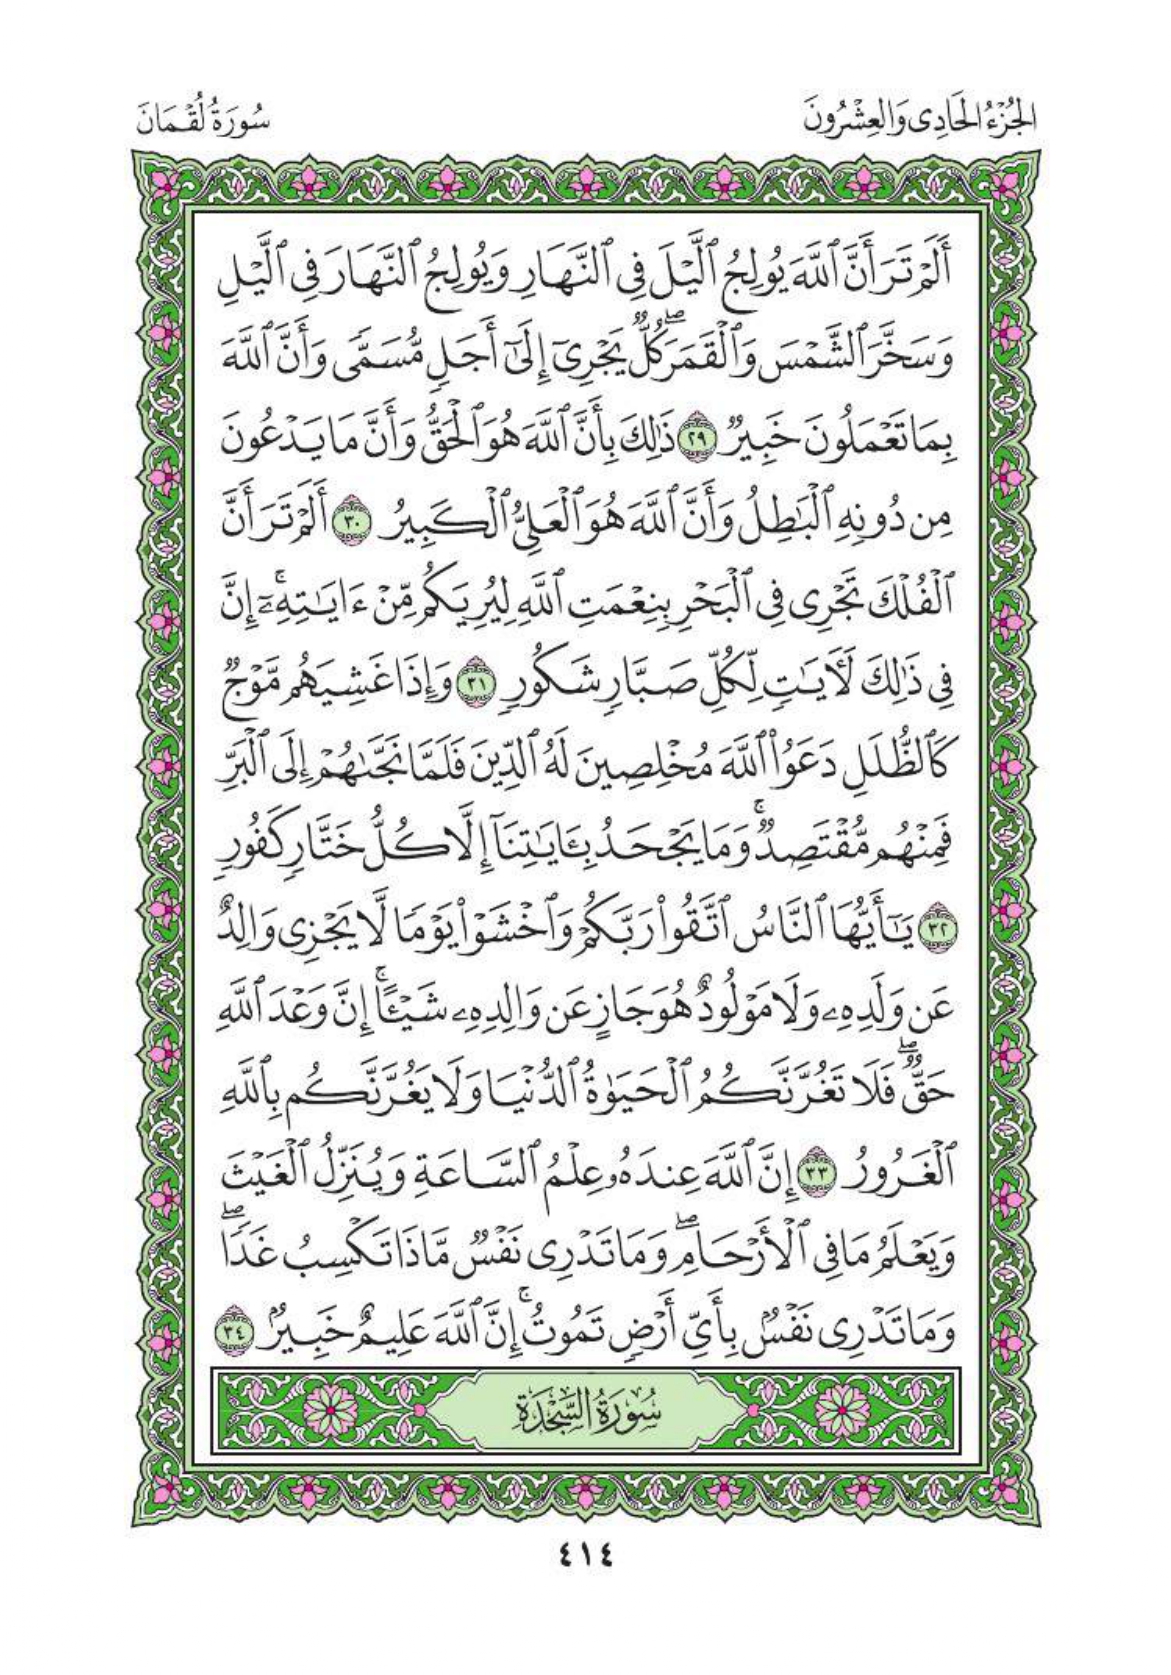 الجُزْءُ الحَادِى وَالعِشْرُونَ
سُورَةُ لُقْمَانَ
أَلَمْ تَرَ أَنَّ ٱللَّهَ يُولِجُ ٱلَّيْلَ فِى ٱلنَّهَارِ وَيُولِجُ ٱلنَّهَارَ فِى ٱلَّيْلِ
وَسَخَّرَ ٱلشَّمْسَ وَٱلْقَمَرَۖ كُلٌّ يَجْرِىٓ إِلَىٰٓ أَجَلٍ مُّسَمًّى وَأَنَّ ٱللَّهَ
بِمَا تَعْمَلُونَ خَبِيرٌ ٢٩ ذَٰلِكَ بِأَنَّ ٱللَّهَ هُوَ ٱلْحَقُّ وَأَنَّ مَا يَدْعُونَ
مِن دُونِهِ ٱلْبَٰطِلُ وَأَنَّ ٱللَّهَ هُوَ ٱلْعَلِىُّ ٱلْكَبِيرُ ٣٠ أَلَمْ تَرَ أَنَّ
ٱلْفُلْكَ تَجْرِى فِى ٱلْبَحْرِ بِنِعْمَتِ ٱللَّهِ لِيُرِيَكُم مِّنْ ءَايَٰتِهِۦٓۚ إِنَّ
فِى ذَٰلِكَ لَأٓيَٰتٍ لِّكُلِّ صَبَّارٍ شَكُورٍ ٣١ وَإِذَا غَشِيَهُم مَّوْجٌ
كَٱلظُّلَلِ دَعَوُا۟ ٱللَّهَ مُخْلِصِينَ لَهُ ٱلدِّينَ فَلَمَّا نَجَّىٰهُمْ إِلَى ٱلْبَرِّ
فَمِنْهُم مُّقْتَصِدٌۚ وَمَا يَجْحَدُ بِـَٔايَٰتِنَآ إِلَّا كُلُّ خَتَّارٍ كَفُورٍ
٣٢ يَٰٓأَيُّهَا ٱلنَّاسُ ٱتَّقُوا۟ رَبَّكُمْ وَٱخْشَوْا۟ يَوْمًا لَّا يَجْزِى وَالِدٌ
عَن وَلَدِهِۦ وَلَا مَوْلُودٌ هُوَ جَازٍ عَن وَالِدِهِۦ شَيْـًٔاۚ إِنَّ وَعْدَ ٱللَّهِ
حَقٌّۖ فَلَا تَغُرَّنَّكُمُ ٱلْحَيَوٰةُ ٱلدُّنْيَا وَلَا يَغُرَّنَّكُم بِٱللَّهِ
ٱلْغَرُورُ ٣٣ إِنَّ ٱللَّهَ عِندَهُۥ عِلْمُ ٱلسَّاعَةِ وَيُنَزِّلُ ٱلْغَيْثَ
وَيَعْلَمُ مَا فِى ٱلْأَرْحَامِۖ وَمَا تَدْرِى نَفْسٌ مَّاذَا تَكْسِبُ غَدًاۖ
وَمَا تَدْرِى نَفْسٌۢ بِأَىِّ أَرْضٍ تَمُوتُۚ إِنَّ ٱللَّهَ عَلِيمٌ خَبِيرٌۢ ٣٤
سُورَةُ السَّجْدَةِ
٤١٤